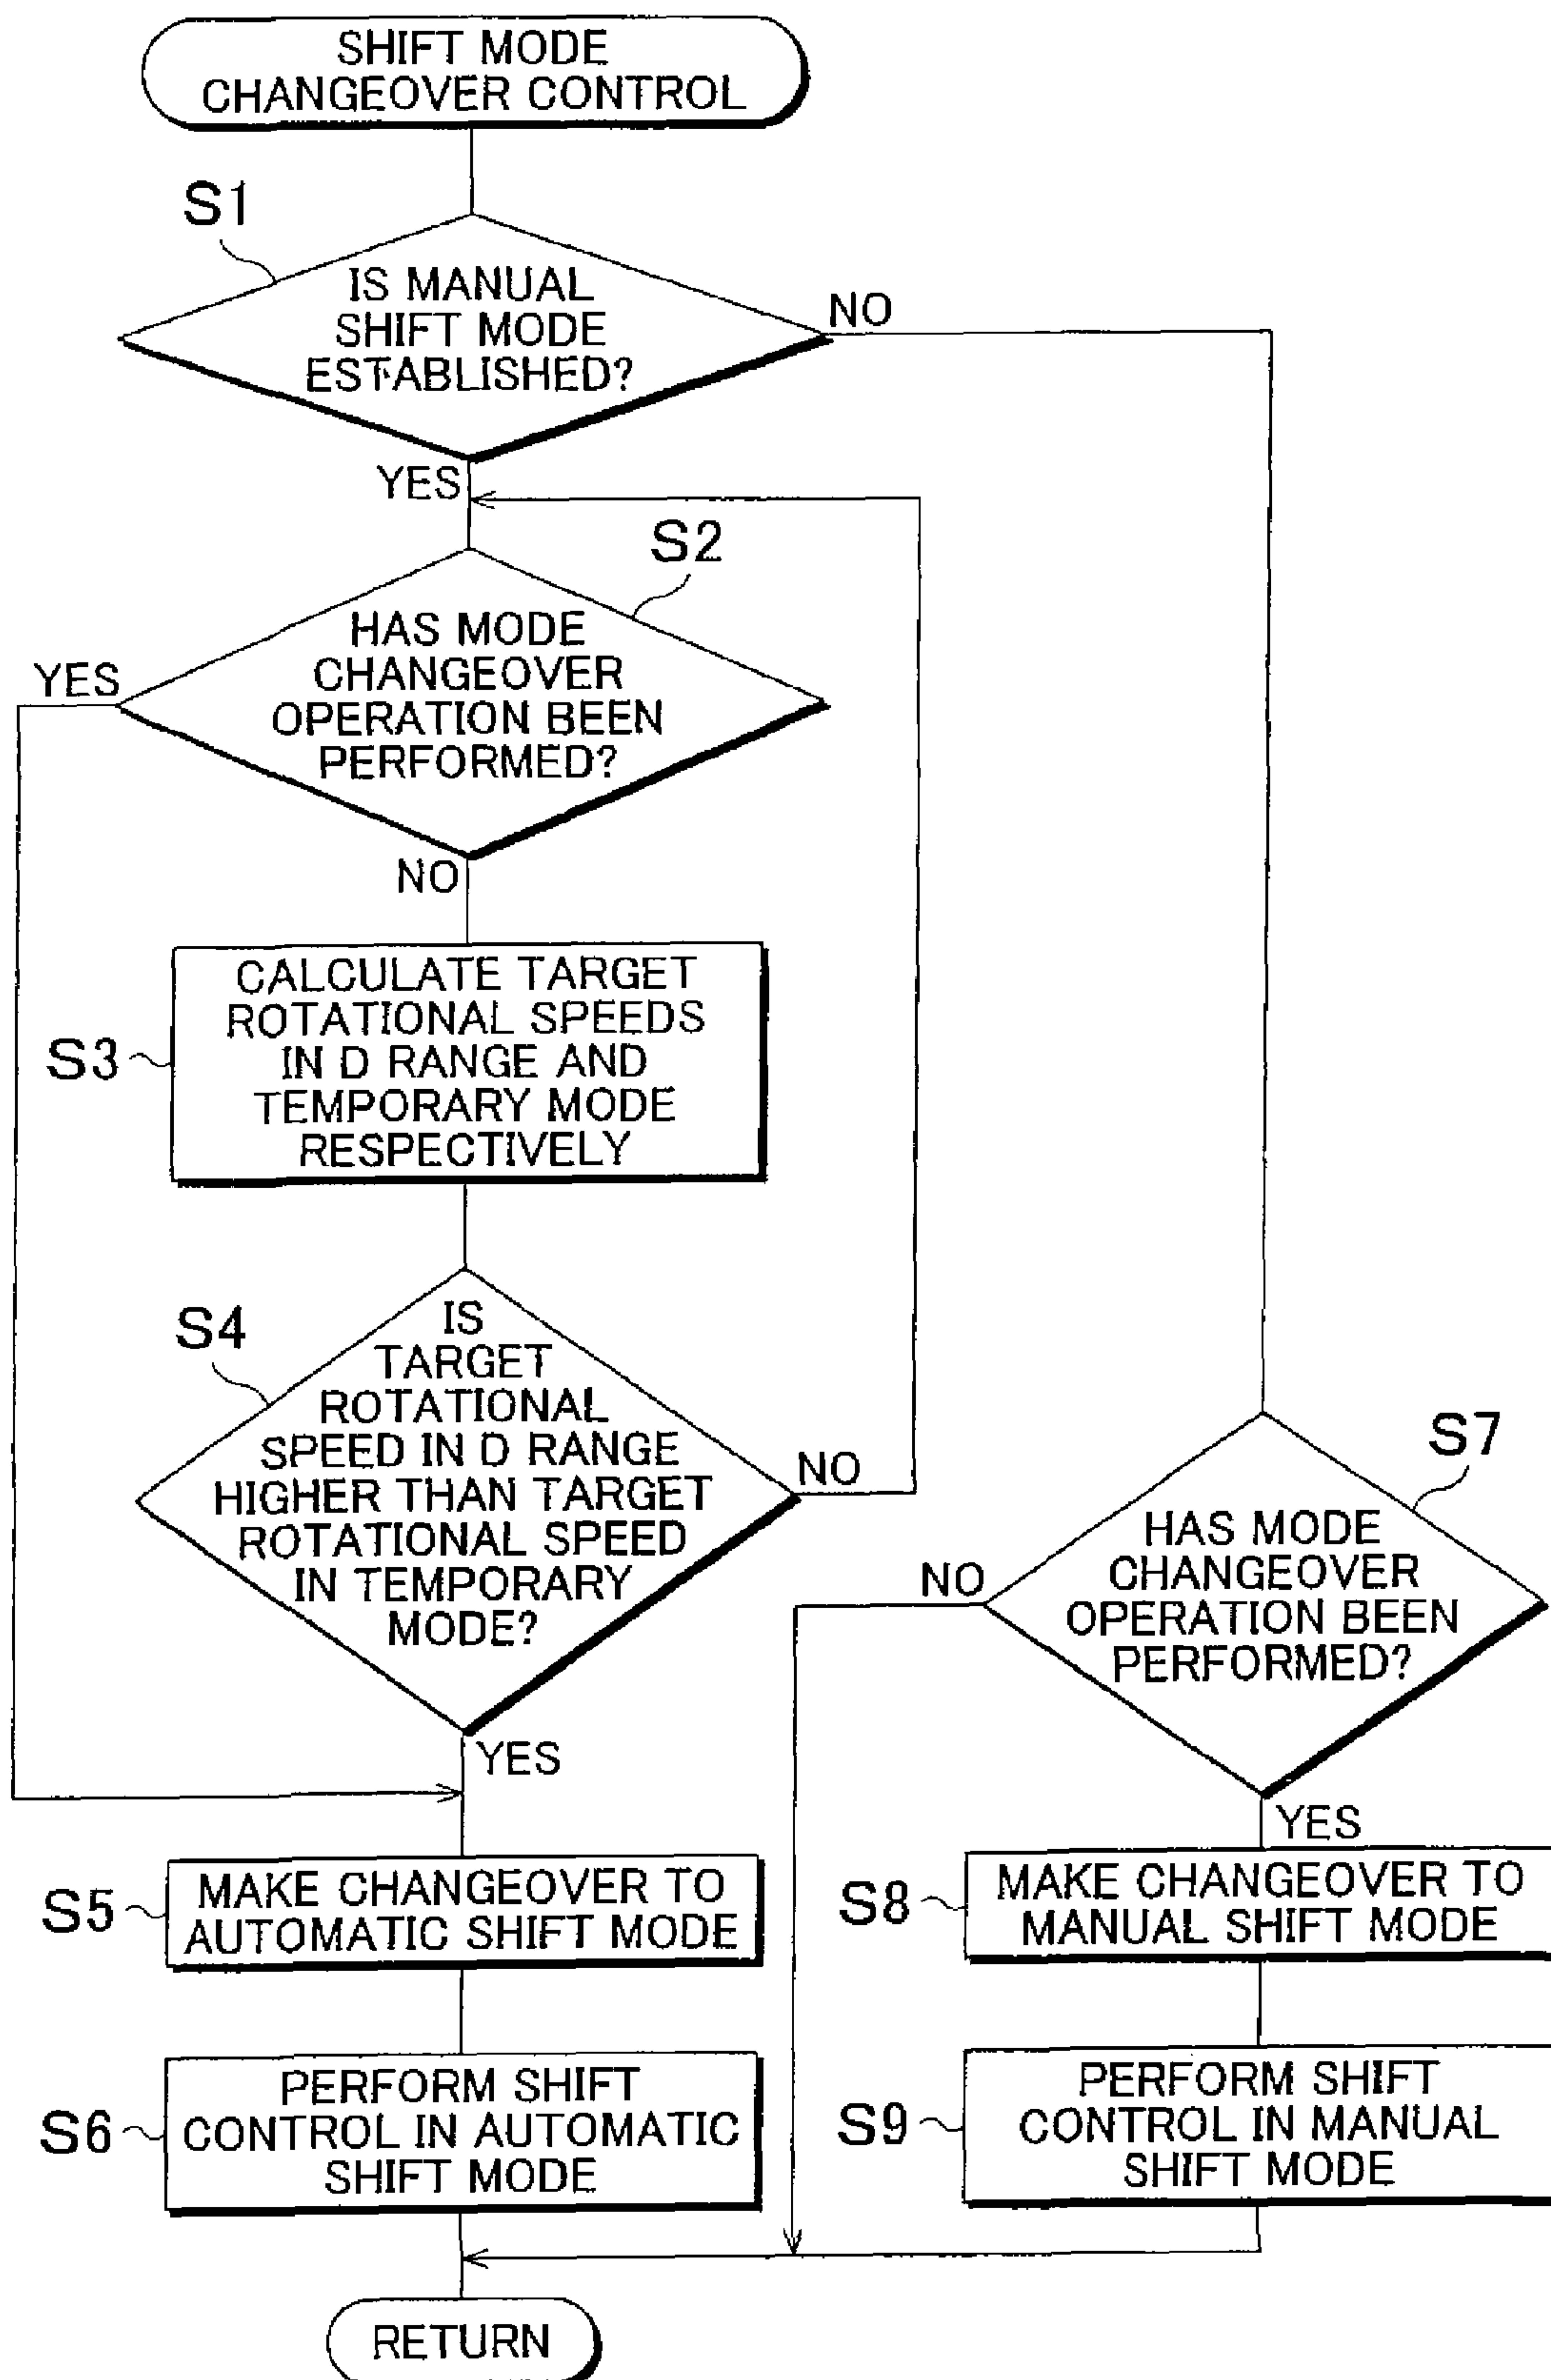 SHIFT MODE
CHANGEOVER CONTROL
S1
IS MANUAL
SHIFT MODE
ESTABLISHED?
NO
YES
S2
HAS MODE
CHANGEOVER
OPERATION BEEN
PERFORMED?
YES
NO
S3
CALCULATE TARGET
ROTATIONAL SPEEDS
IN D RANGE AND
TEMPORARY MODE
RESPECTIVELY
S4
IS
TARGET
ROTATIONAL
SPEED IN D RANGE
HIGHER THAN TARGET
ROTATIONAL SPEED
IN TEMPORARY
MODE?
NO
YES
S5
MAKE CHANGEOVER TO
AUTOMATIC SHIFT MODE
S6
PERFORM SHIFT
CONTROL IN AUTOMATIC
SHIFT MODE
S7
HAS MODE
CHANGEOVER
OPERATION BEEN
PERFORMED?
NO
YES
S8
MAKE CHANGEOVER TO
MANUAL SHIFT MODE
S9
PERFORM SHIFT
CONTROL IN MANUAL
SHIFT MODE
RETURN